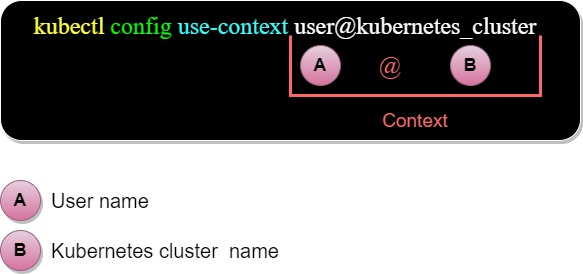 kubectl config use-context user@kubernetes_cluster
A @ B
Context
A User name
B Kubernetes cluster name